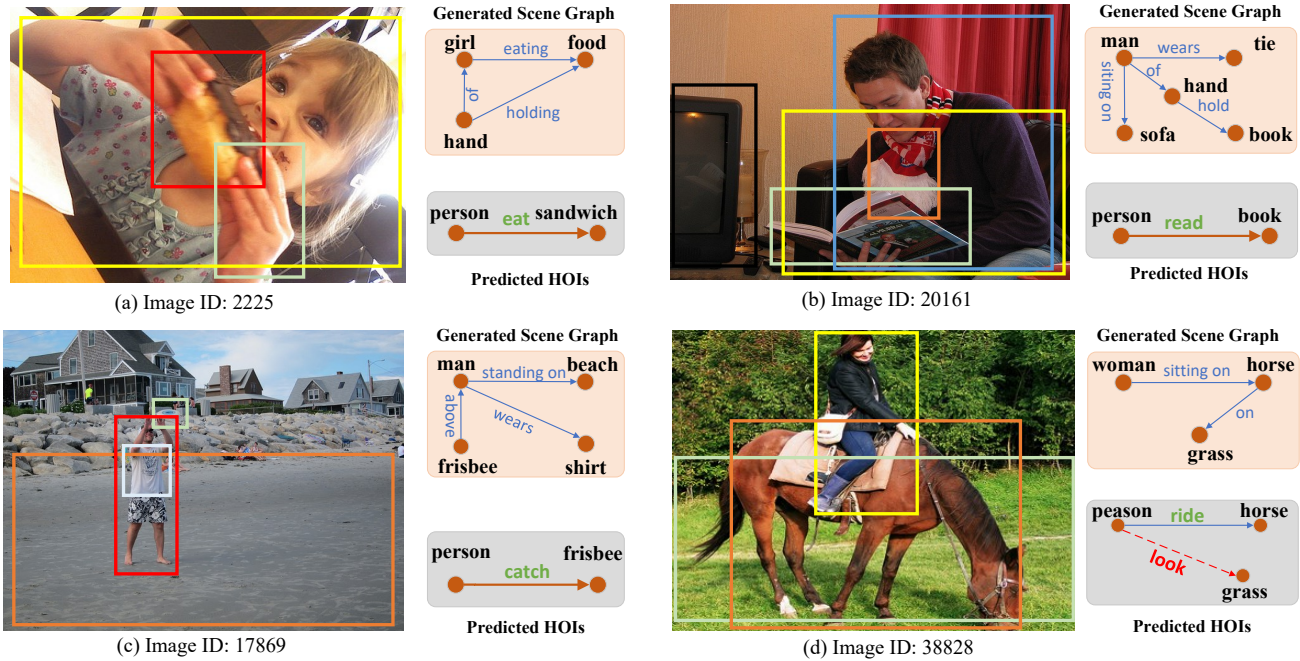 Generated Scene Graph
girl
food
eating
of
holding
hand
person
sandwich
eat
Predicted HOIs
(a) Image ID: 2225
Generated Scene Graph
man
tie
wears
of
siting on
hand
hold
sofa
book
person
book
read
Predicted HOIs
(b) Image ID: 20161
Generated Scene Graph
man
beach
standing on
above
wears
frisbee
shirt
person
frisbee
catch
Predicted HOIs
(c) Image ID: 17869
Generated Scene Graph
woman
horse
sitting on
on
grass
peason
horse
ride
look
grass
Predicted HOIs
(d) Image ID: 38828